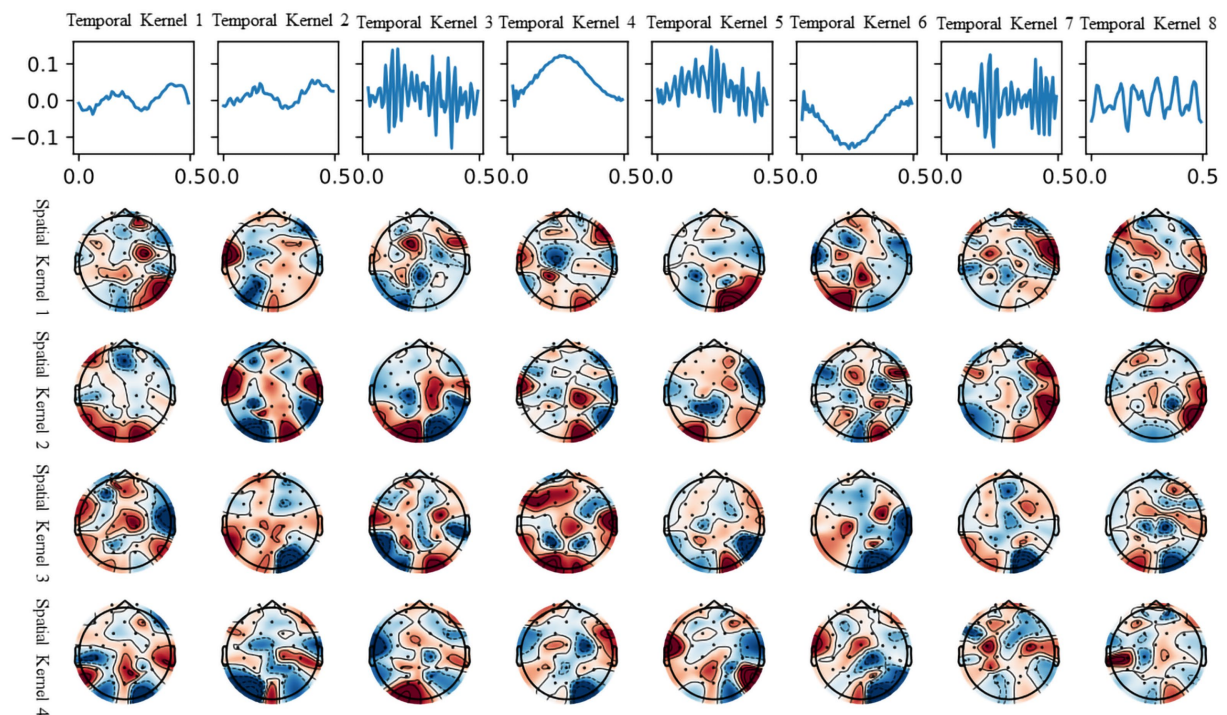 Temporal Kernel 1
Temporal Kernel 2
Temporal Kernel 3
Temporal Kernel 4
Temporal Kernel 5
Temporal Kernel 6
Temporal Kernel 7
Temporal Kernel 8
0.1
0.0
−0.1
0.0 0.50.0 0.50.0 0.50.0 0.50.0 0.50.0 0.50.0 0.50.0 0.5
Spatial Kernel 1
Spatial Kernel 2
Spatial Kernel 3
Spatial Kernel 4